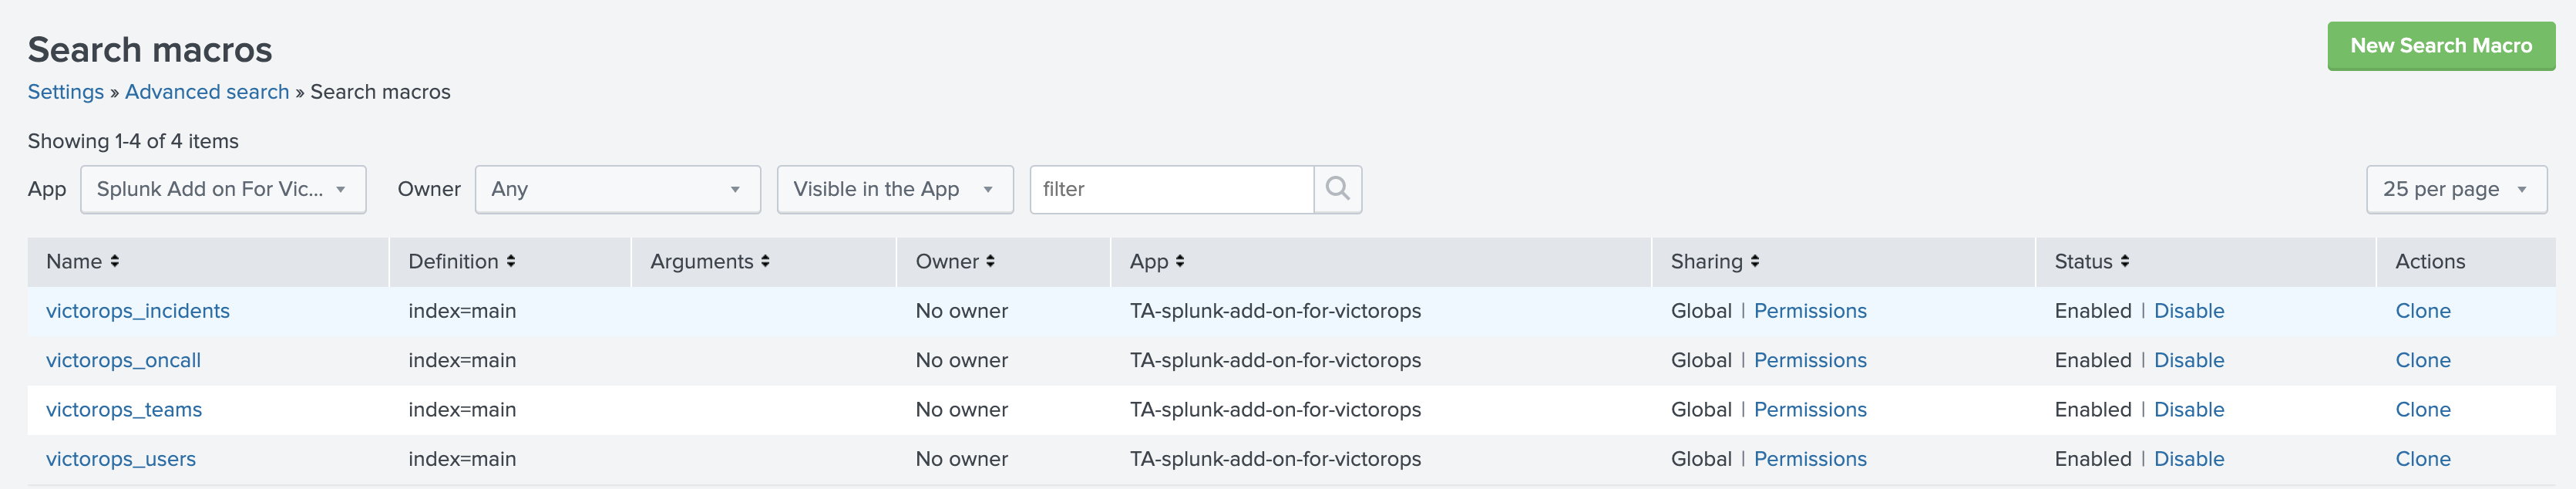 Search macros
New Search Macro
Settings » Advanced search » Search macros
Showing 1-4 of 4 items
App Splunk Add on For Vic... Owner Any Visible in the App filter 25 per page
Name Definition Arguments Owner App Sharing Status Actions
victorops_incidents index=main No owner TA-splunk-add-on-for-victorops Global | Permissions Enabled | Disable Clone
victorops_oncall index=main No owner TA-splunk-add-on-for-victorops Global | Permissions Enabled | Disable Clone
victorops_teams index=main No owner TA-splunk-add-on-for-victorops Global | Permissions Enabled | Disable Clone
victorops_users index=main No owner TA-splunk-add-on-for-victorops Global | Permissions Enabled | Disable Clone